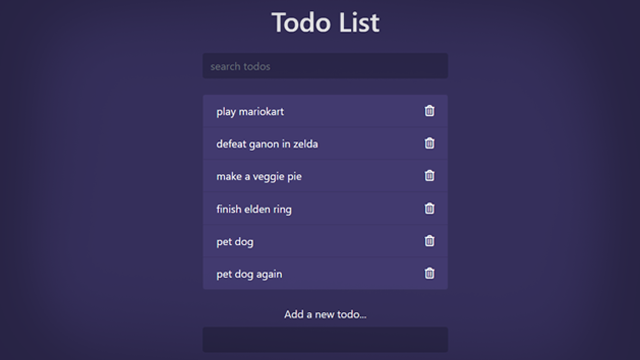 Todo List
search todos
play mariokart
defeat ganon in zelda
make a veggie pie
finish elden ring
pet dog
pet dog again
Add a new todo...